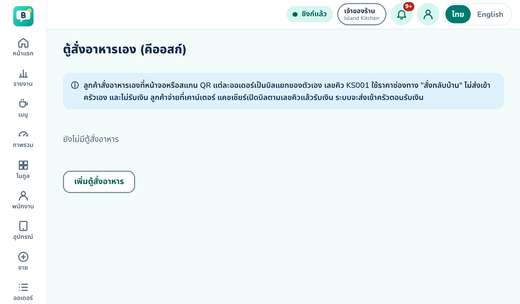 ซิงก์แล้ว
เจ้าของร้าน
Island Kitchen
9+
ไทย
English
B
หน้าแรก
รายงาน
เมนู
ภาพรวม
โมดูล
พนักงาน
อุปกรณ์
ขาย
ออเดอร์
ตู้สั่งอาหารเอง (คีออสก์)
ลูกค้าสั่งอาหารเองที่หน้าจอหรือสแกน QR แต่ละออเดอร์เป็นบิลแยกของตัวเอง เลขคิว KS001 ใช้ราคาช่องทาง "สั่งกลับบ้าน" ไม่ส่งเข้า
ครัวเอง และไม่รับเงิน ลูกค้าจ่ายที่เคาน์เตอร์ แคชเชียร์เปิดบิลตามเลขคิวแล้วรับเงิน ระบบจะส่งเข้าครัวตอนรับเงิน
ยังไม่มีตู้สั่งอาหาร
เพิ่มตู้สั่งอาหาร